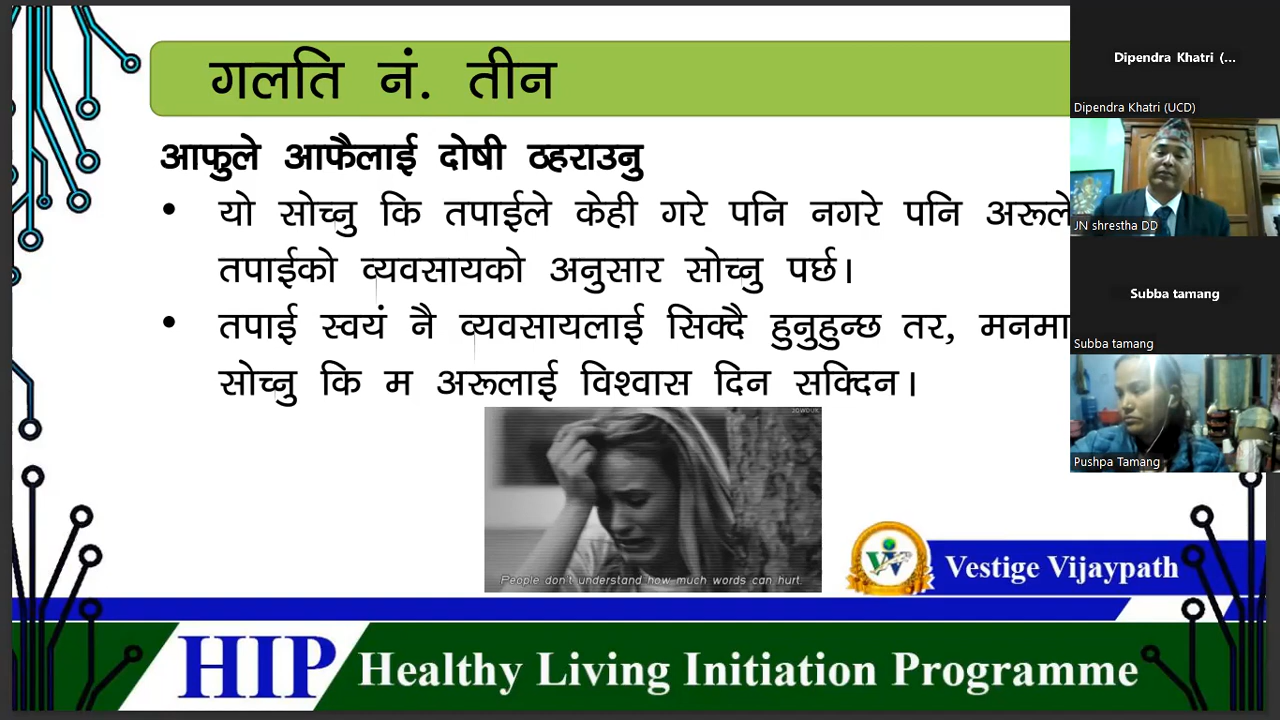 गलति नं. तीन
आफुले आफैलाई दोषी ठहराउनु
• यो सोच्नु कि तपाईले केही गरे पनि नगरे पनि अरूले
तपाईको व्यवसायको अनुसार सोच्नु पर्छ।
• तपाई स्वयं नै व्यवसायलाई सिक्दै हुनुहुन्छ तर, मनमा
सोच्नु कि म अरूलाई विश्वास दिन सक्दिन।
JOWDUK
People don't understand how much words can hurt.
Vestige Vijaypath
HIP Healthy Living Initiation Programme
Dipendra Khatri (...
Dipendra Khatri (UCD)
JN shrestha DD
Subba tamang
Subba tamang
Pushpa Tamang